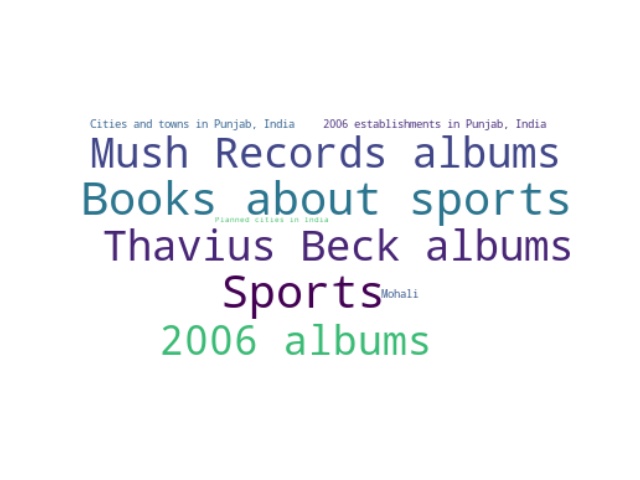 Cities and towns in Punjab, India
2006 establishments in Punjab, India
Mush Records albums
Books about sports
Planned cities in India
Thavius Beck albums
Sports
Mohali
2006 albums